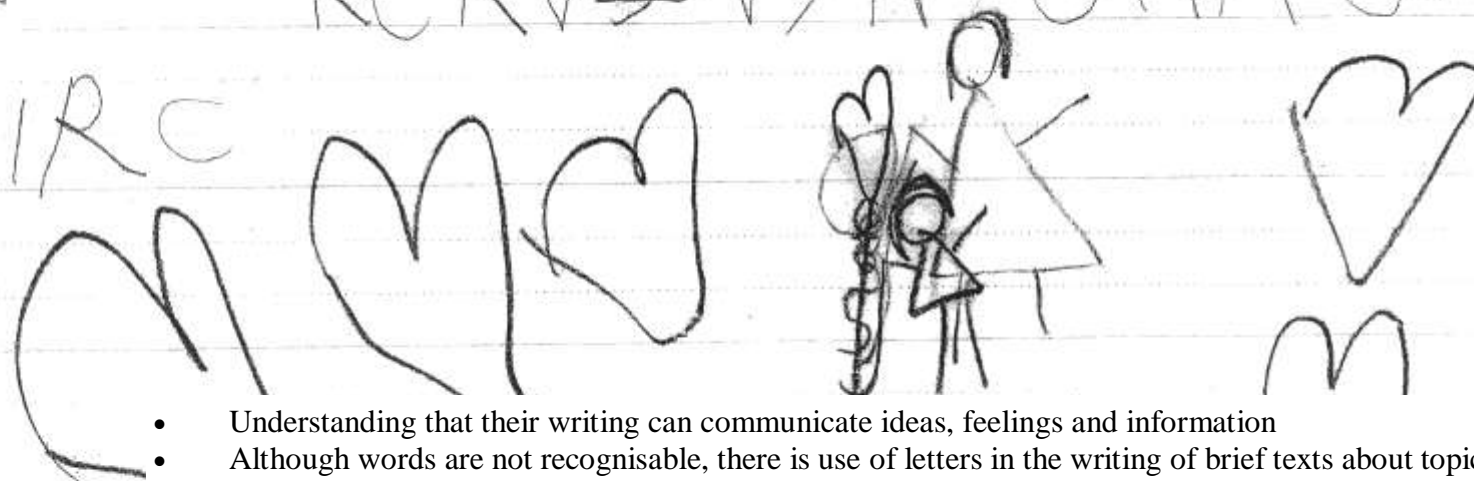 IRC
• Understanding that their writing can communicate ideas, feelings and information
• Although words are not recognisable, there is use of letters in the writing of brief texts about